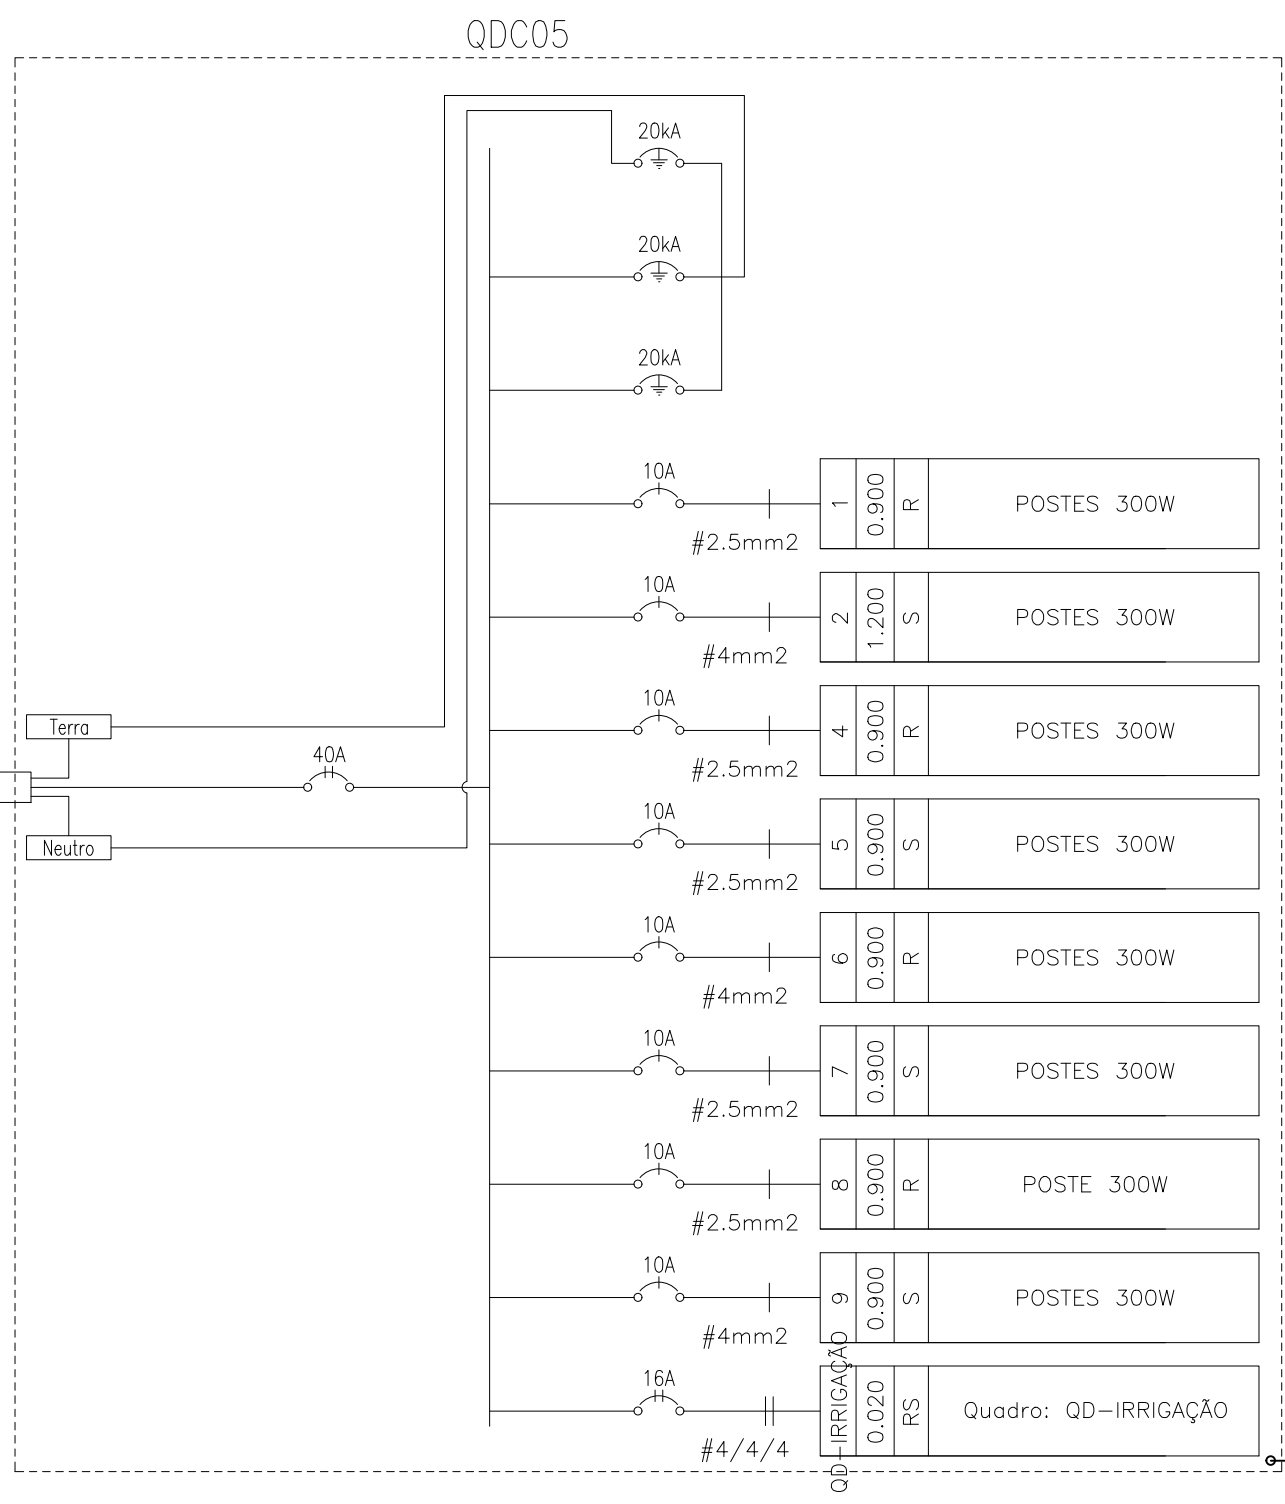 QDC05
20kA
20kA
20kA
10A
#2.5mm2
1
0.900
R
POSTES 300W
10A
#4mm2
2
1.200
S
POSTES 300W
Terra
40A
Neutro
10A
#2.5mm2
4
0.900
R
POSTES 300W
10A
#2.5mm2
5
0.900
S
POSTES 300W
10A
#4mm2
6
0.900
R
POSTES 300W
10A
#2.5mm2
7
0.900
S
POSTES 300W
10A
#2.5mm2
8
0.900
R
POSTE 300W
10A
#4mm2
9
0.900
S
POSTES 300W
16A
#4/4/4
QD-IRRIGAÇÃO
0.020
RS
Quadro: QD-IRRIGAÇÃO